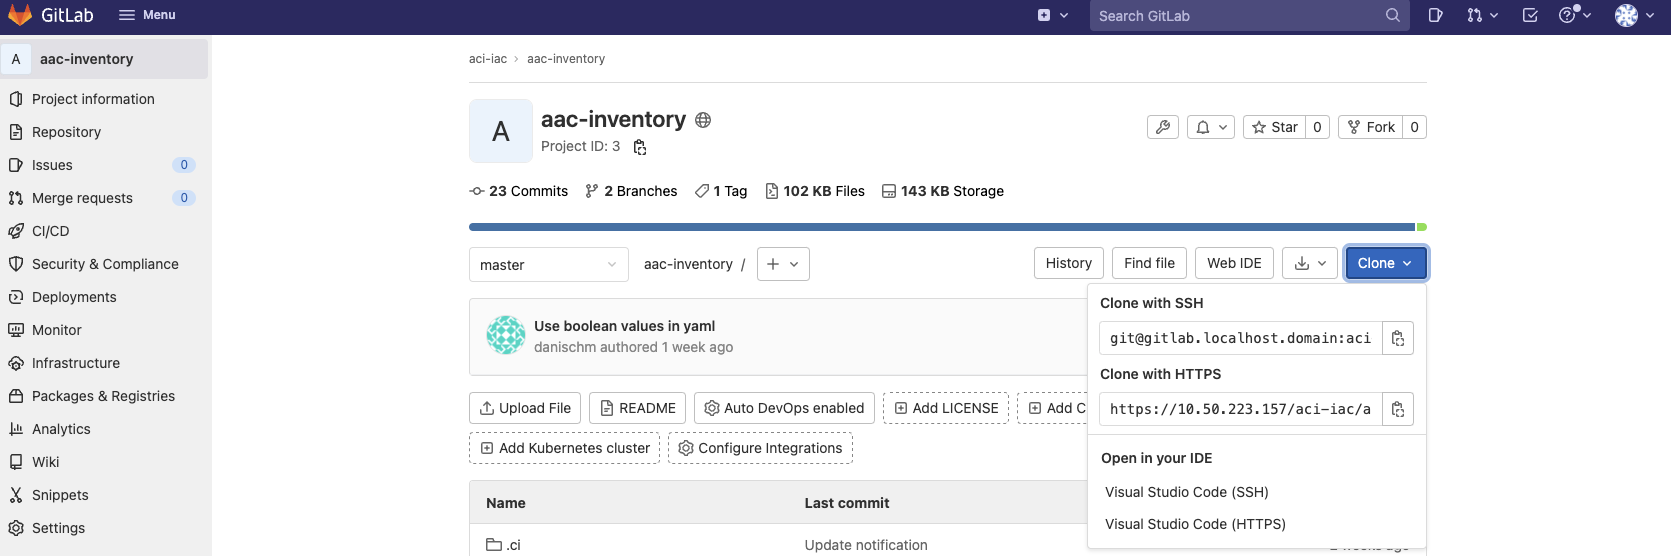 GitLab
Menu
Search GitLab
A aac-inventory
Project information
Repository
Issues 0
Merge requests 0
CI/CD
Security & Compliance
Deployments
Monitor
Infrastructure
Packages & Registries
Analytics
Wiki
Snippets
Settings
aci-iac > aac-inventory
A
aac-inventory
Project ID: 3
Star 0
Fork 0
23 Commits 2 Branches 1 Tag 102 KB Files 143 KB Storage
master
aac-inventory / +
History Find file Web IDE Clone
Use boolean values in yaml
danischm authored 1 week ago
Clone with SSH
git@gitlab.localhost.domain:aci
Clone with HTTPS
https://10.50.223.157/aci-iac/a
Open in your IDE
Visual Studio Code (SSH)
Visual Studio Code (HTTPS)
Upload File README Auto DevOps enabled Add LICENSE Add C
Add Kubernetes cluster Configure Integrations
Name Last commit
.ci Update notification